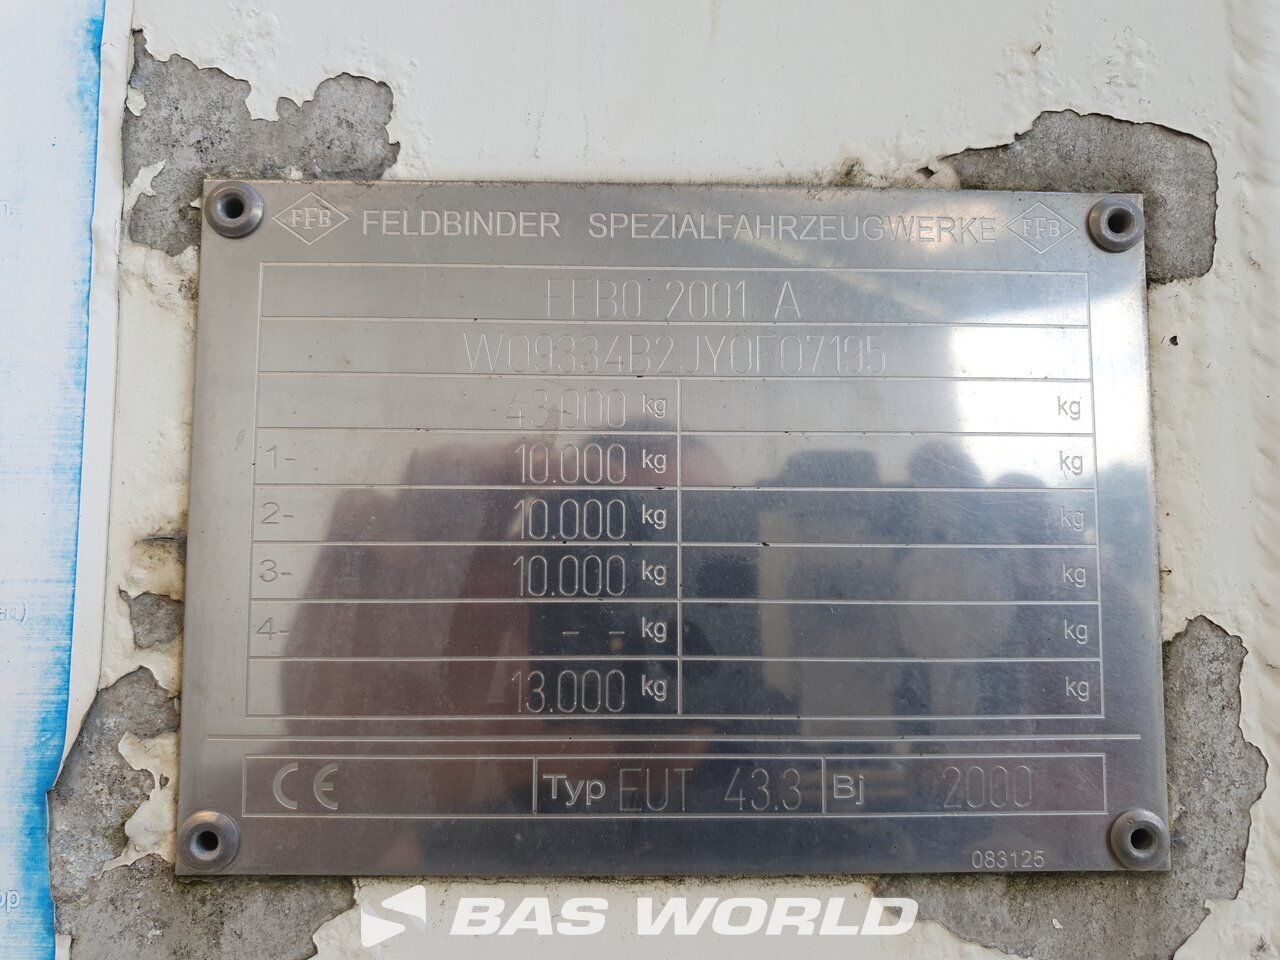 FFB FELDBINDER SPEZIALFAHRZEUGWERKE FFB
FFB0-2001 A
W09334B2JY0F07195
43.000 kg kg
1- 10.000 kg kg
2- 10.000 kg kg
3- 10.000 kg kg
4- - - kg kg
13.000 kg kg
CE Typ EUT 43.3 Bj 2000
083125
BAS WORLD